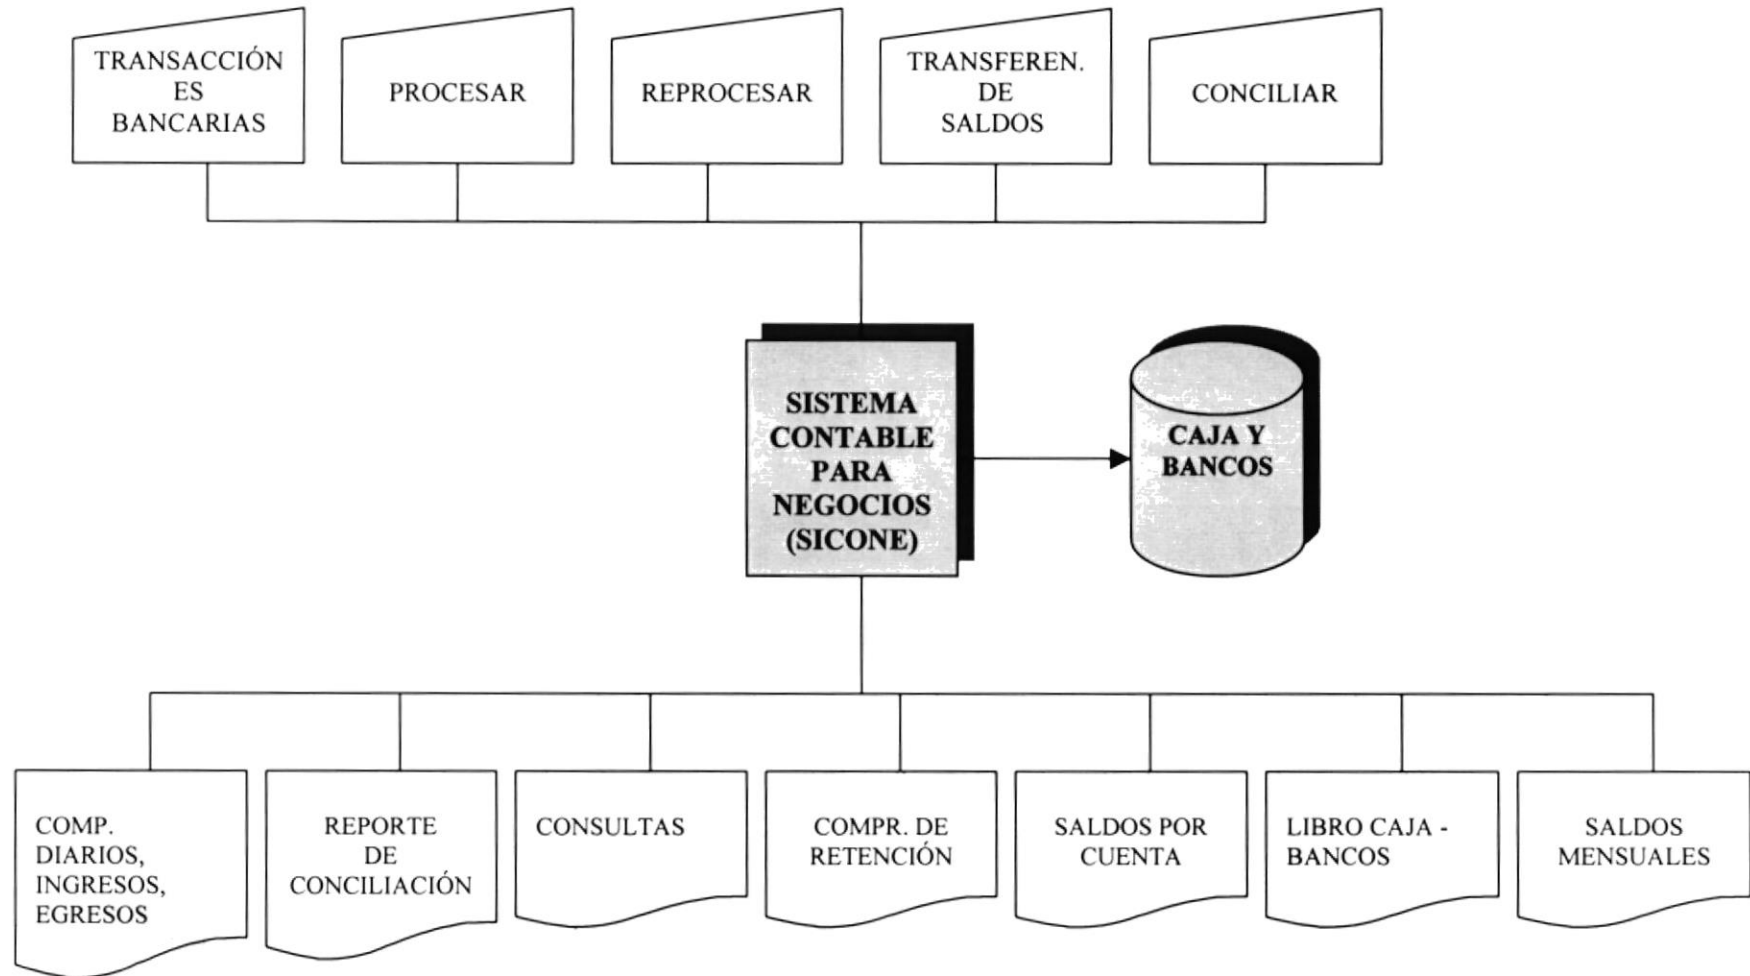 TRANSACCIÓN
ES
BANCARIAS
PROCESAR
REPROCESAR
TRANSFEREN.
DE
SALDOS
CONCILIAR
SISTEMA
CONTABLE
PARA
NEGOCIOS
(SICONE)
CAJA Y
BANCOS
COMP.
DIARIOS,
INGRESOS,
EGRESOS
REPORTE
DE
CONCILIACIÓN
CONSULTAS
COMPR. DE
RETENCIÓN
SALDOS POR
CUENTA
LIBRO CAJA -
BANCOS
SALDOS
MENSUALES